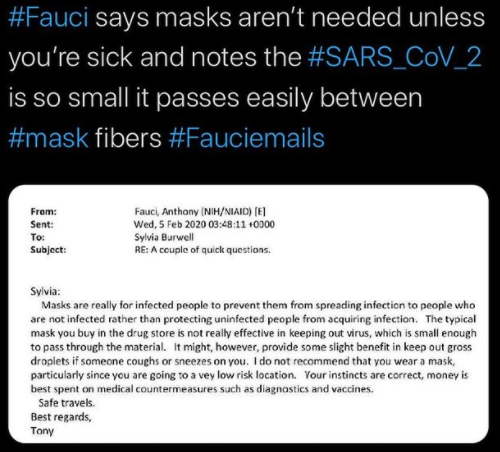 #Fauci says masks aren't needed unless
you're sick and notes the #SARS_CoV_2
is so small it passes easily between
#mask fibers #Fauciemails
From: Fauci, Anthony (NIH/NIAID) [E]
Sent: Wed, 5 Feb 2020 03:48:11 +0000
To: Sylvia Burwell
Subject: RE: A couple of quick questions.
Sylvia:
Masks are really for infected people to prevent them from spreading infection to people who
are not infected rather than protecting uninfected people from acquiring infection. The typical
mask you buy in the drug store is not really effective in keeping out virus, which is small enough
to pass through the material. It might, however, provide some slight benefit in keep out gross
droplets if someone coughs or sneezes on you. I do not recommend that you wear a mask,
particularly since you are going to a vey low risk location. Your instincts are correct, money is
best spent on medical countermeasures such as diagnostics and vaccines.
Safe travels.
Best regards,
Tony